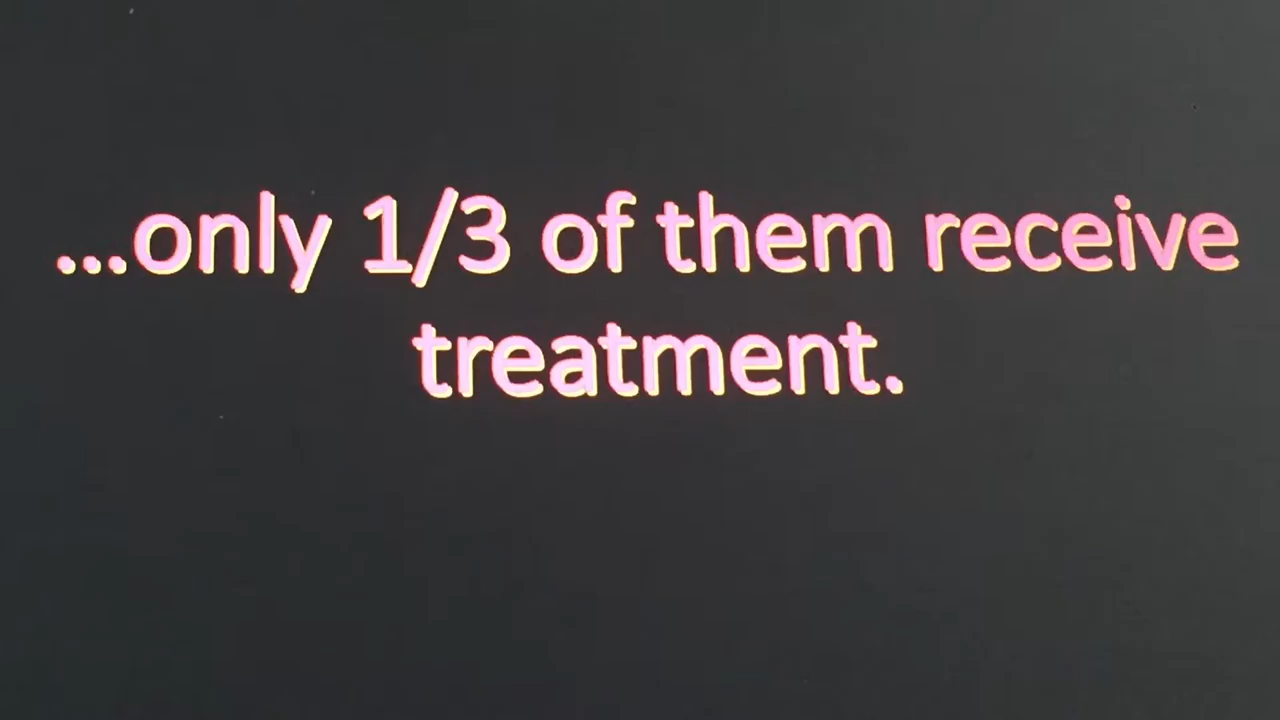 ...only 1/3 of them receive
treatment.